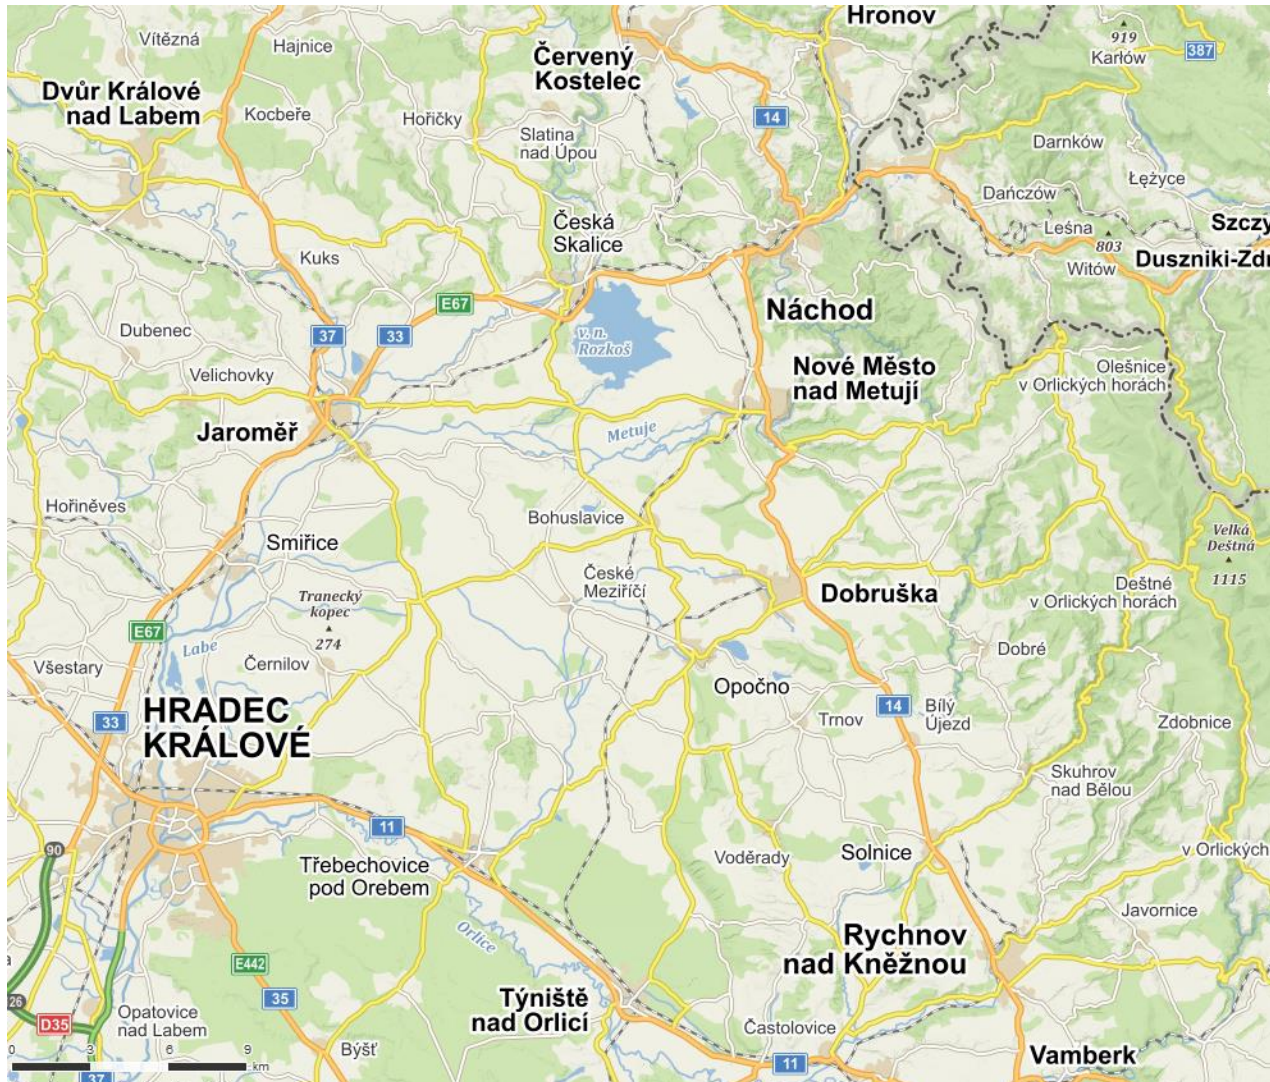 Hronov
919
Karłów
387
Vítězná
Hajnice
Červený
Kostelec
Dvůr Králové
nad Labem
Kocbeře
Hořičky
14
Slatina
nad Úpou
Darnków
Łężyce
Dańczów
Leśna
803
Szczy
Witów
Duszniki-Zdr
Česká
Skalice
Kuks
E67
37
33
v. n.
Rozkoš
Náchod
Dubenec
Velichovky
Nové Město
nad Metují
Olešnice
v Orlických horách
Jaroměř
Metuje
Hořiněves
Bohuslavice
Smiřice
Velká
Deštná
1115
České
Meziříčí
Tranecký
kopec
274
Dobruška
Deštné
v Orlických horách
E67
Labe
Černilov
Všestary
Dobré
Opočno
HRADEC
KRÁLOVÉ
33
Trnov
14
Bílý
Újezd
Zdobnice
Skuhrov
nad Bělou
11
90
Třebechovice
pod Orebem
Voděrady
Solnice
v Orlických
Javornice
Orlice
Rychnov
nad Kněžnou
E442
35
26
D35
Opatovice
nad Labem
Týniště
nad Orlicí
Častolovice
Býšť
11
Vamberk
0 3 6 9
km
37